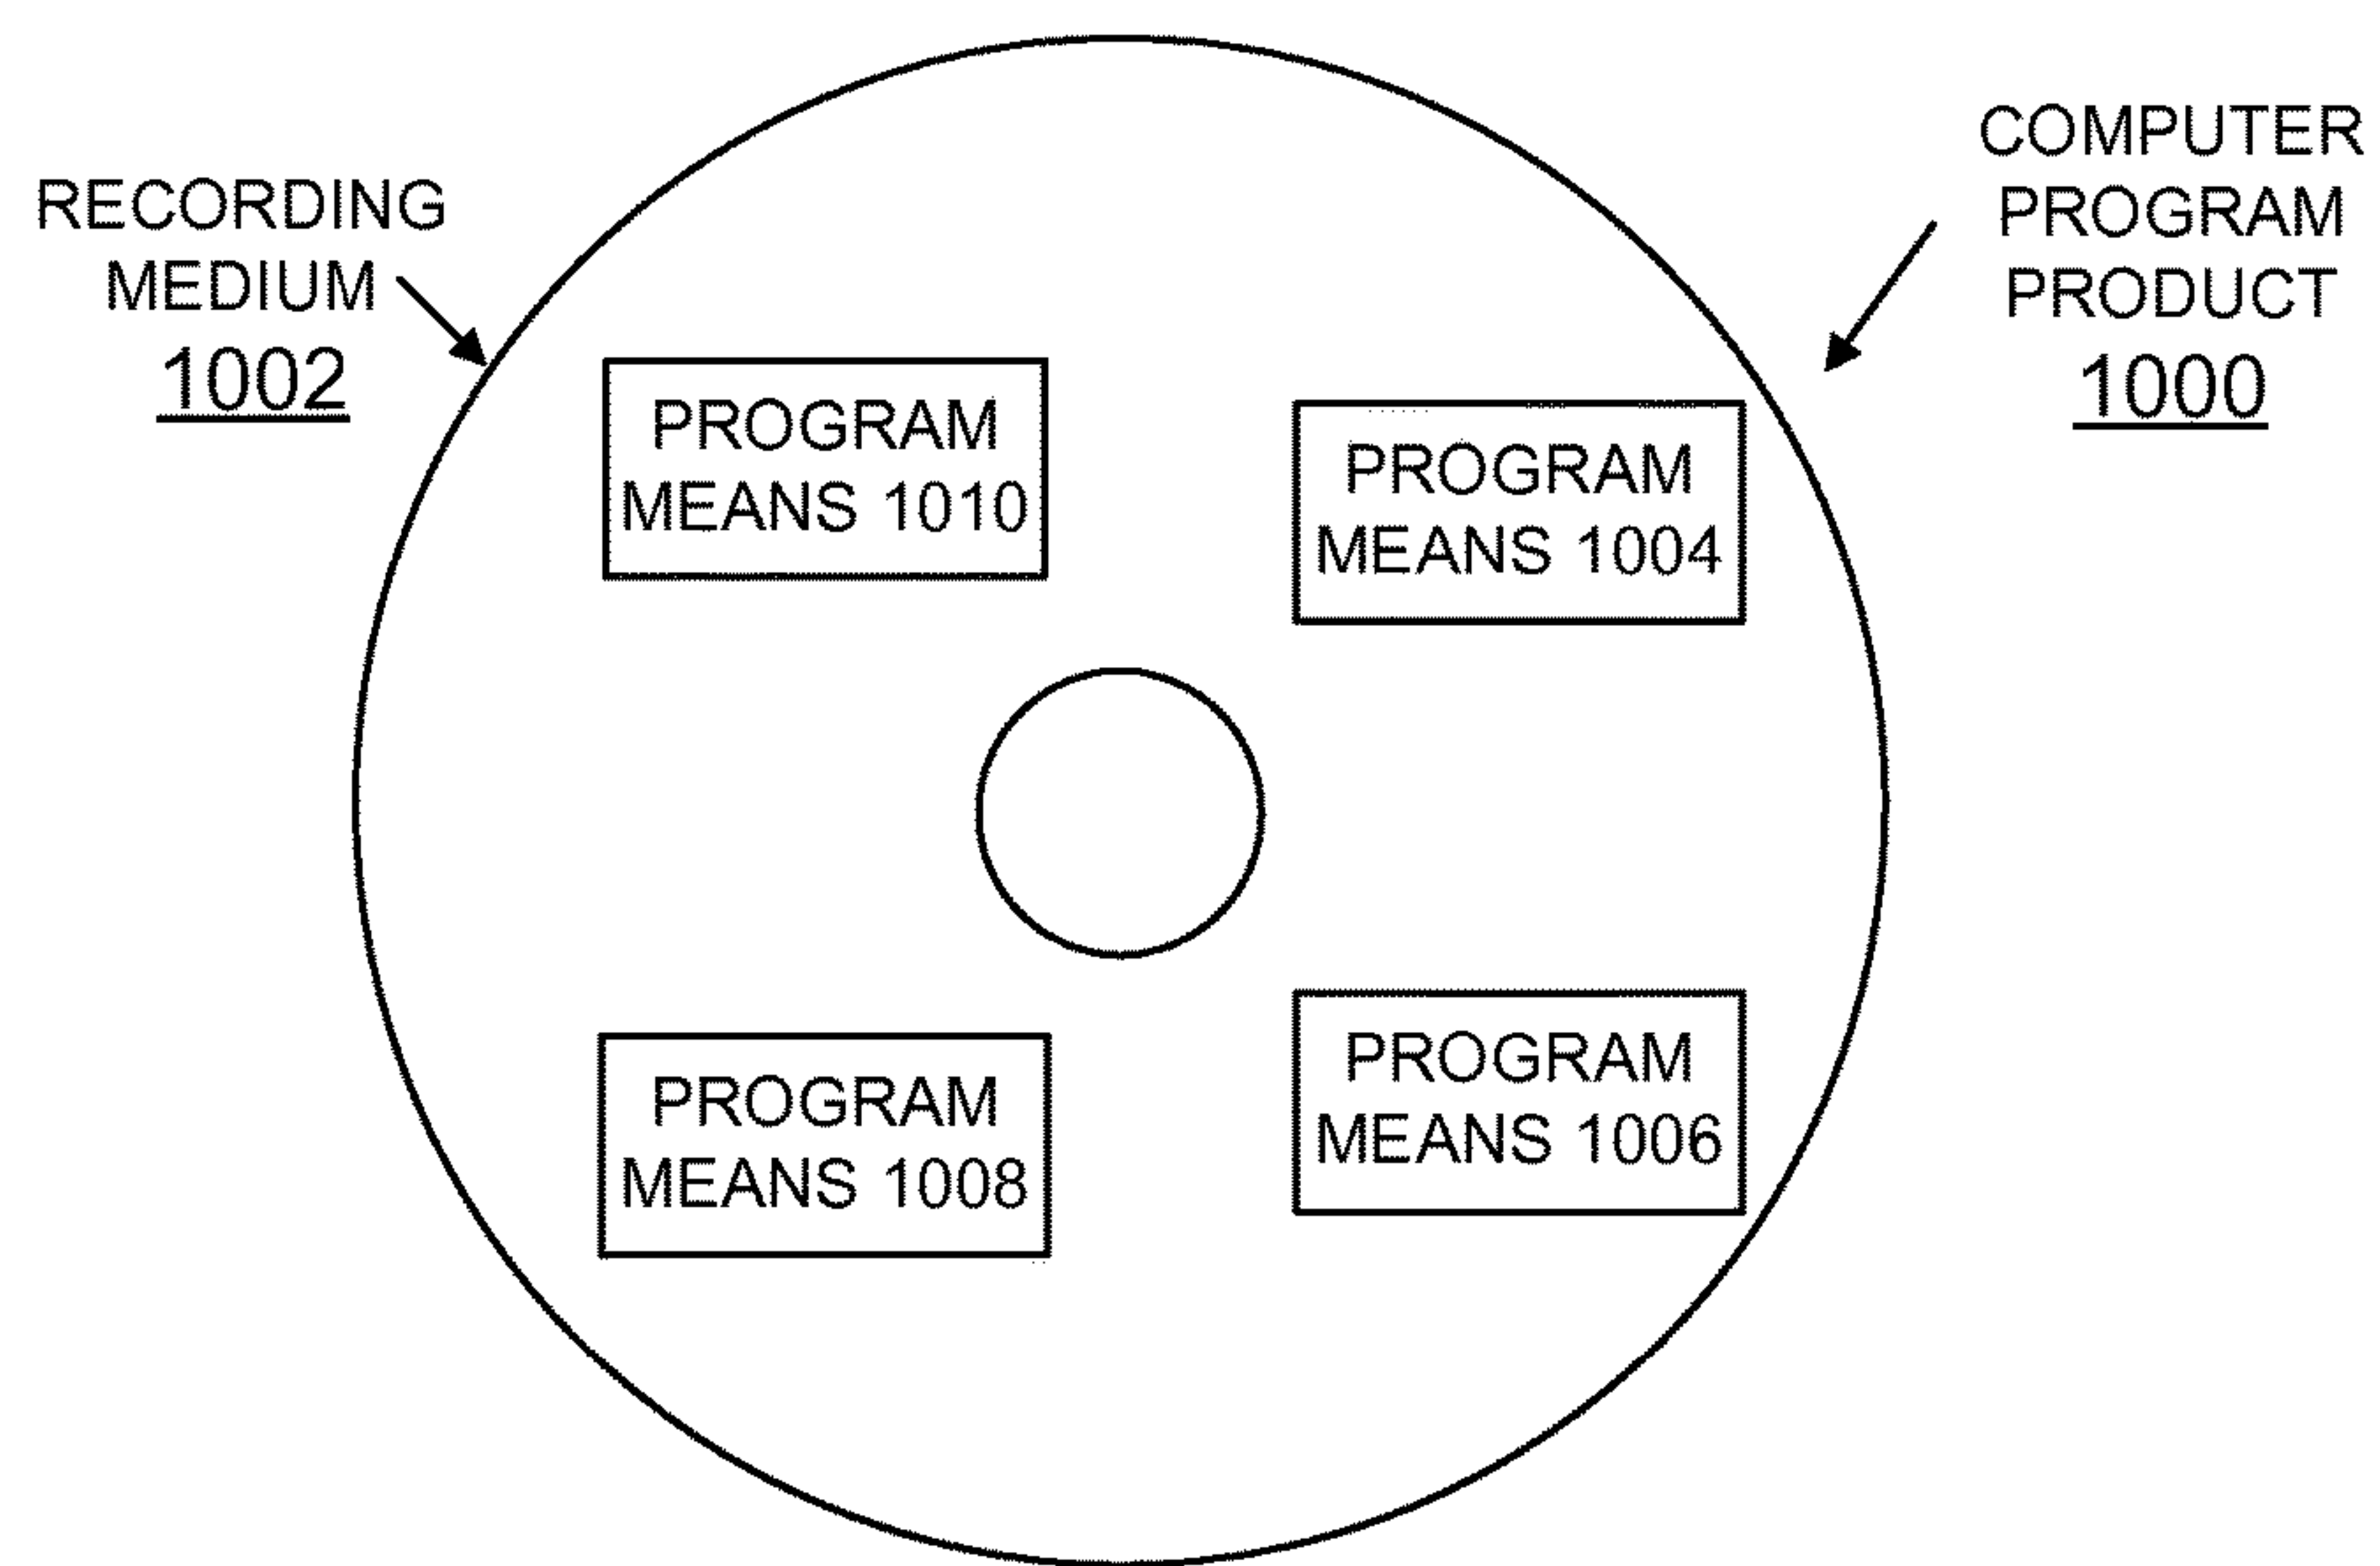 RECORDING
MEDIUM
1002
COMPUTER
PROGRAM
PRODUCT
1000
PROGRAM
MEANS 1010
PROGRAM
MEANS 1004
PROGRAM
MEANS 1008
PROGRAM
MEANS 1006